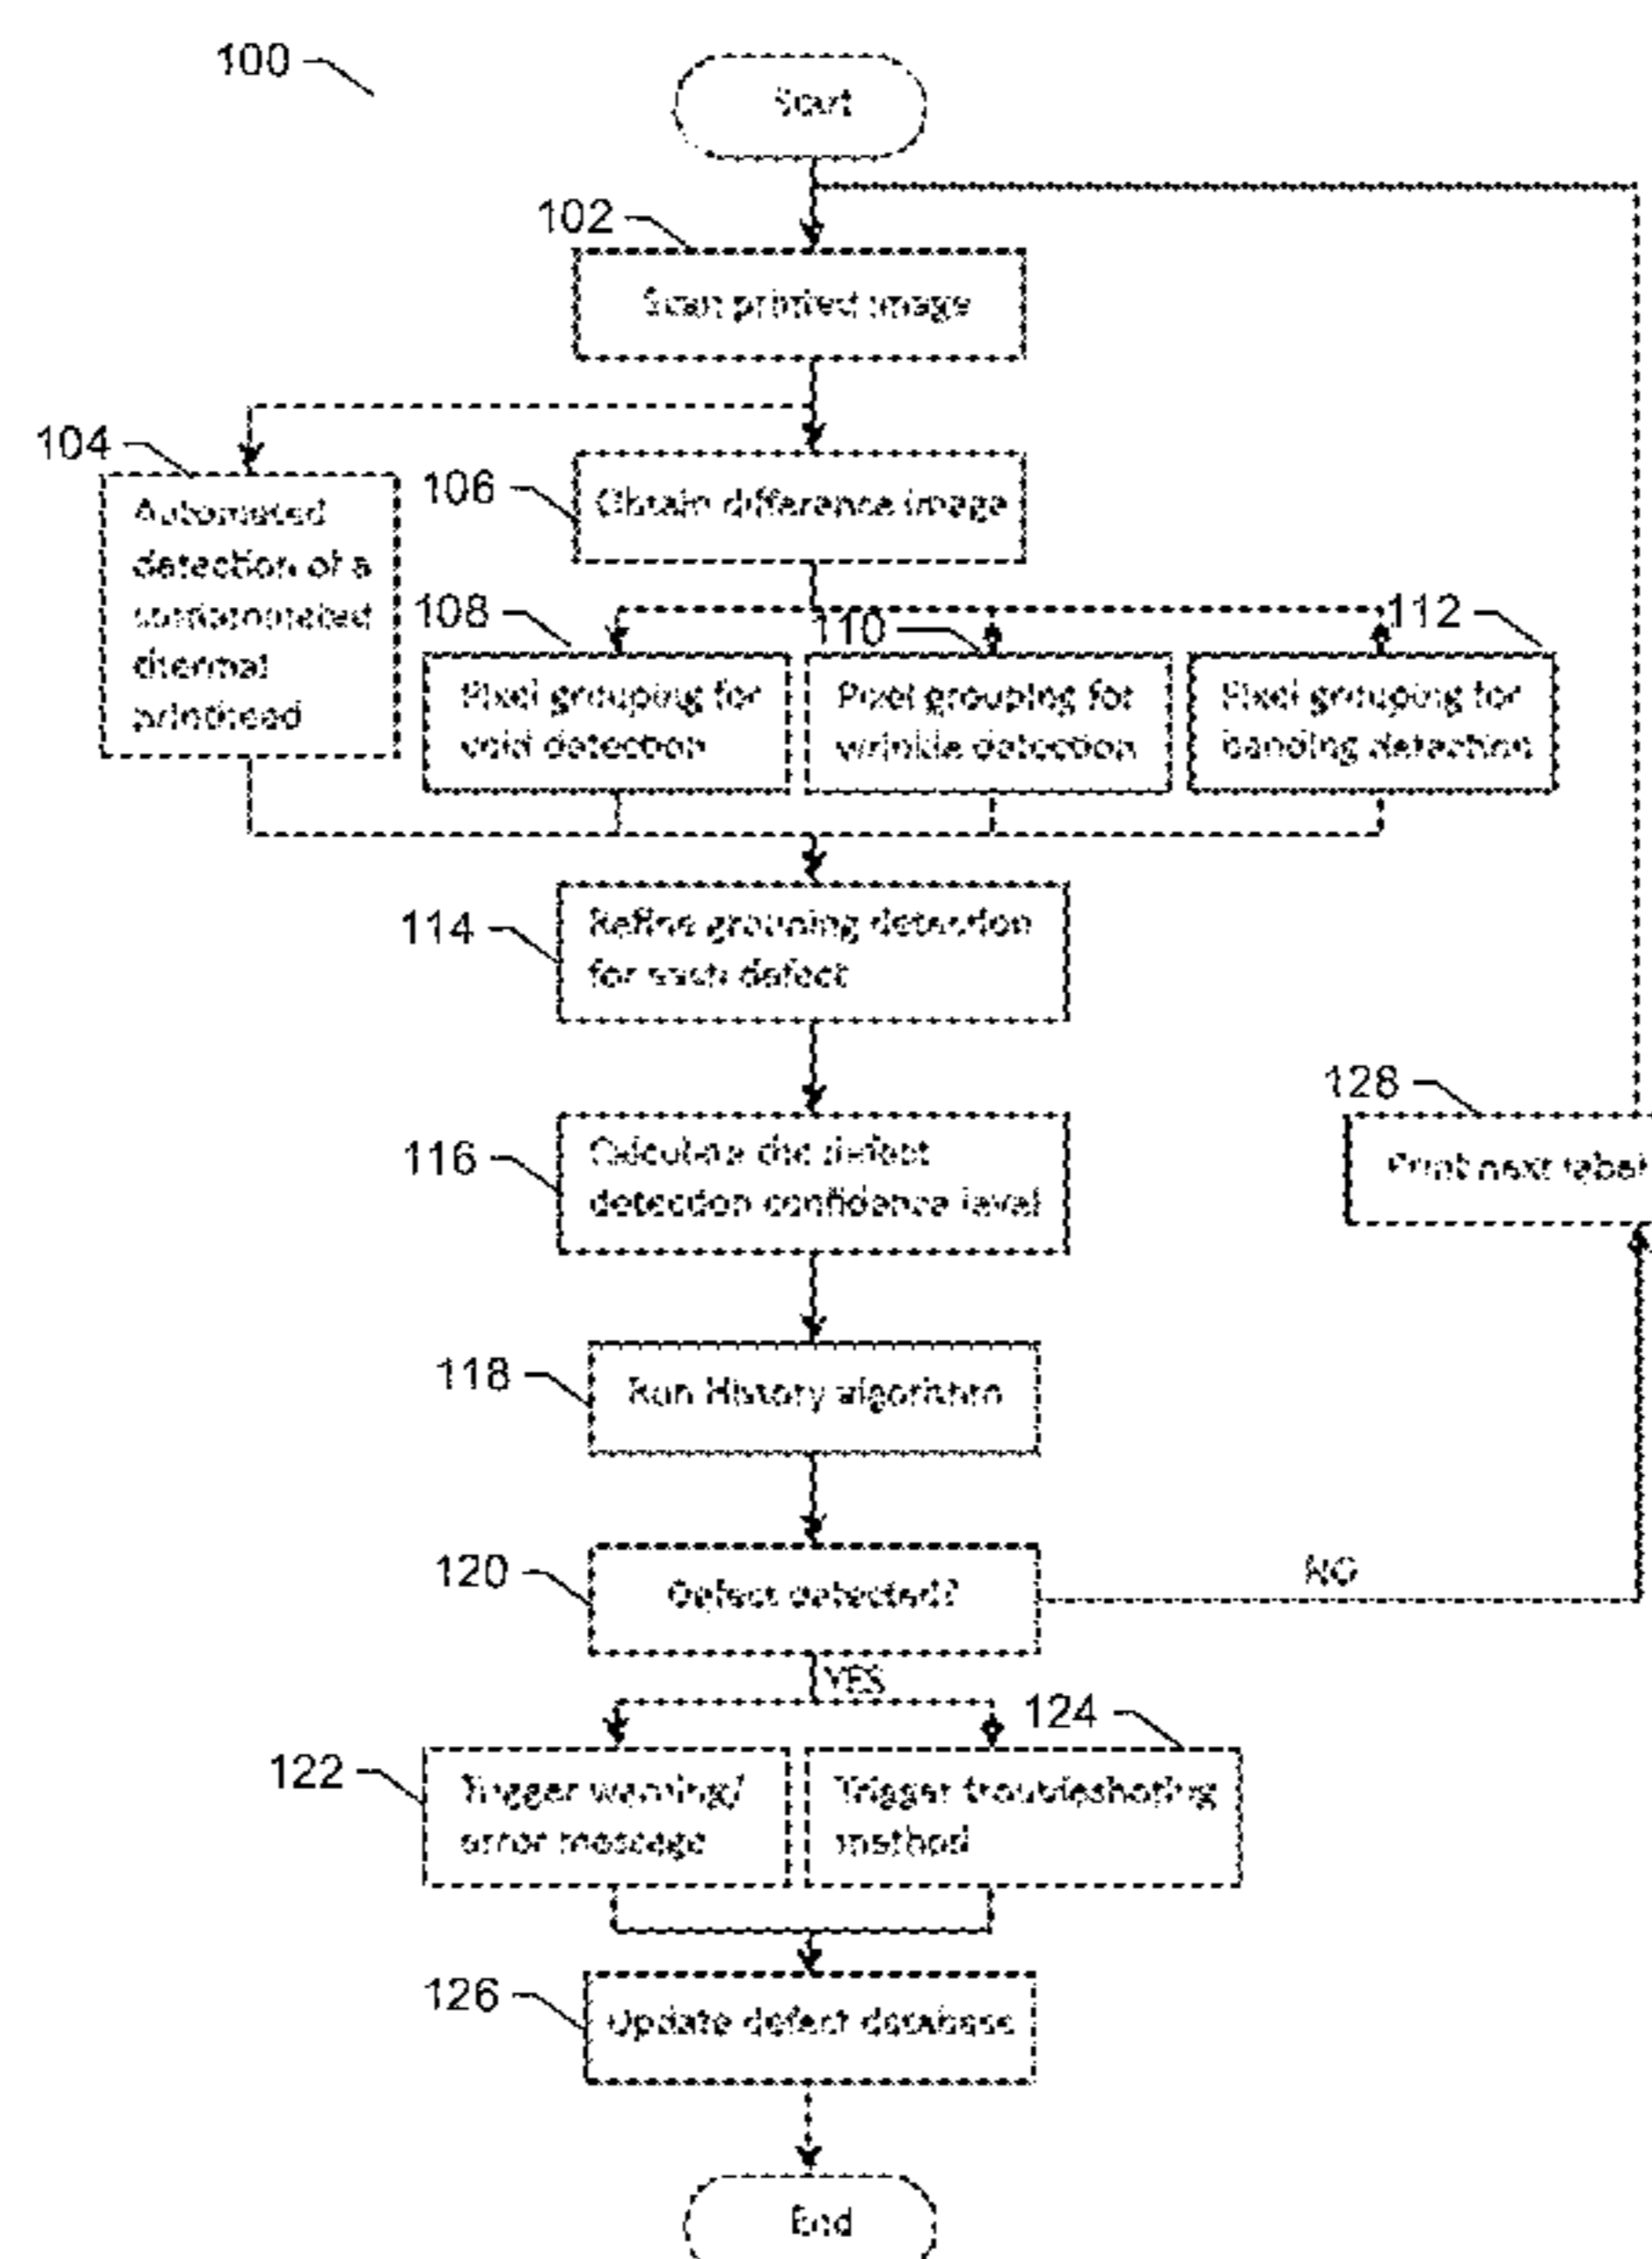 100
Start
102
Scan printed image
104
Automated
detection of a
contaminated
thermal
printhead
106
Obtain difference image
108
Pixel grouping for
void detection
110
Pixel grouping for
wrinkle detection
112
Pixel grouping for
banding detection
114
Refine grouping detection
for each defect
116
Calculate the defect
detection confidence level
128
Print next label
118
Run History algorithm
120
Defect detected?
NO
YES
122
Trigger warning/
error message
124
Trigger troubleshooting
method
126
Update defect database
End